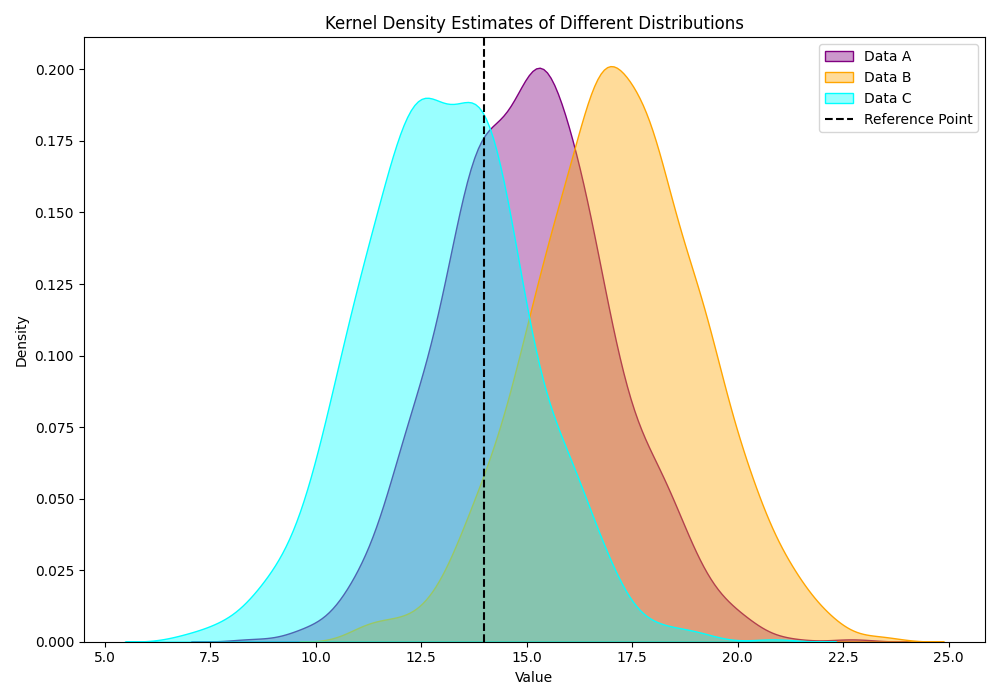 Kernel Density Estimates of Different Distributions
Data A
Data B
Data C
Reference Point
0.200
0.175
0.150
0.125
0.100
0.075
0.050
0.025
0.000
Density
5.0
7.5
10.0
12.5
15.0
17.5
20.0
22.5
25.0
Value